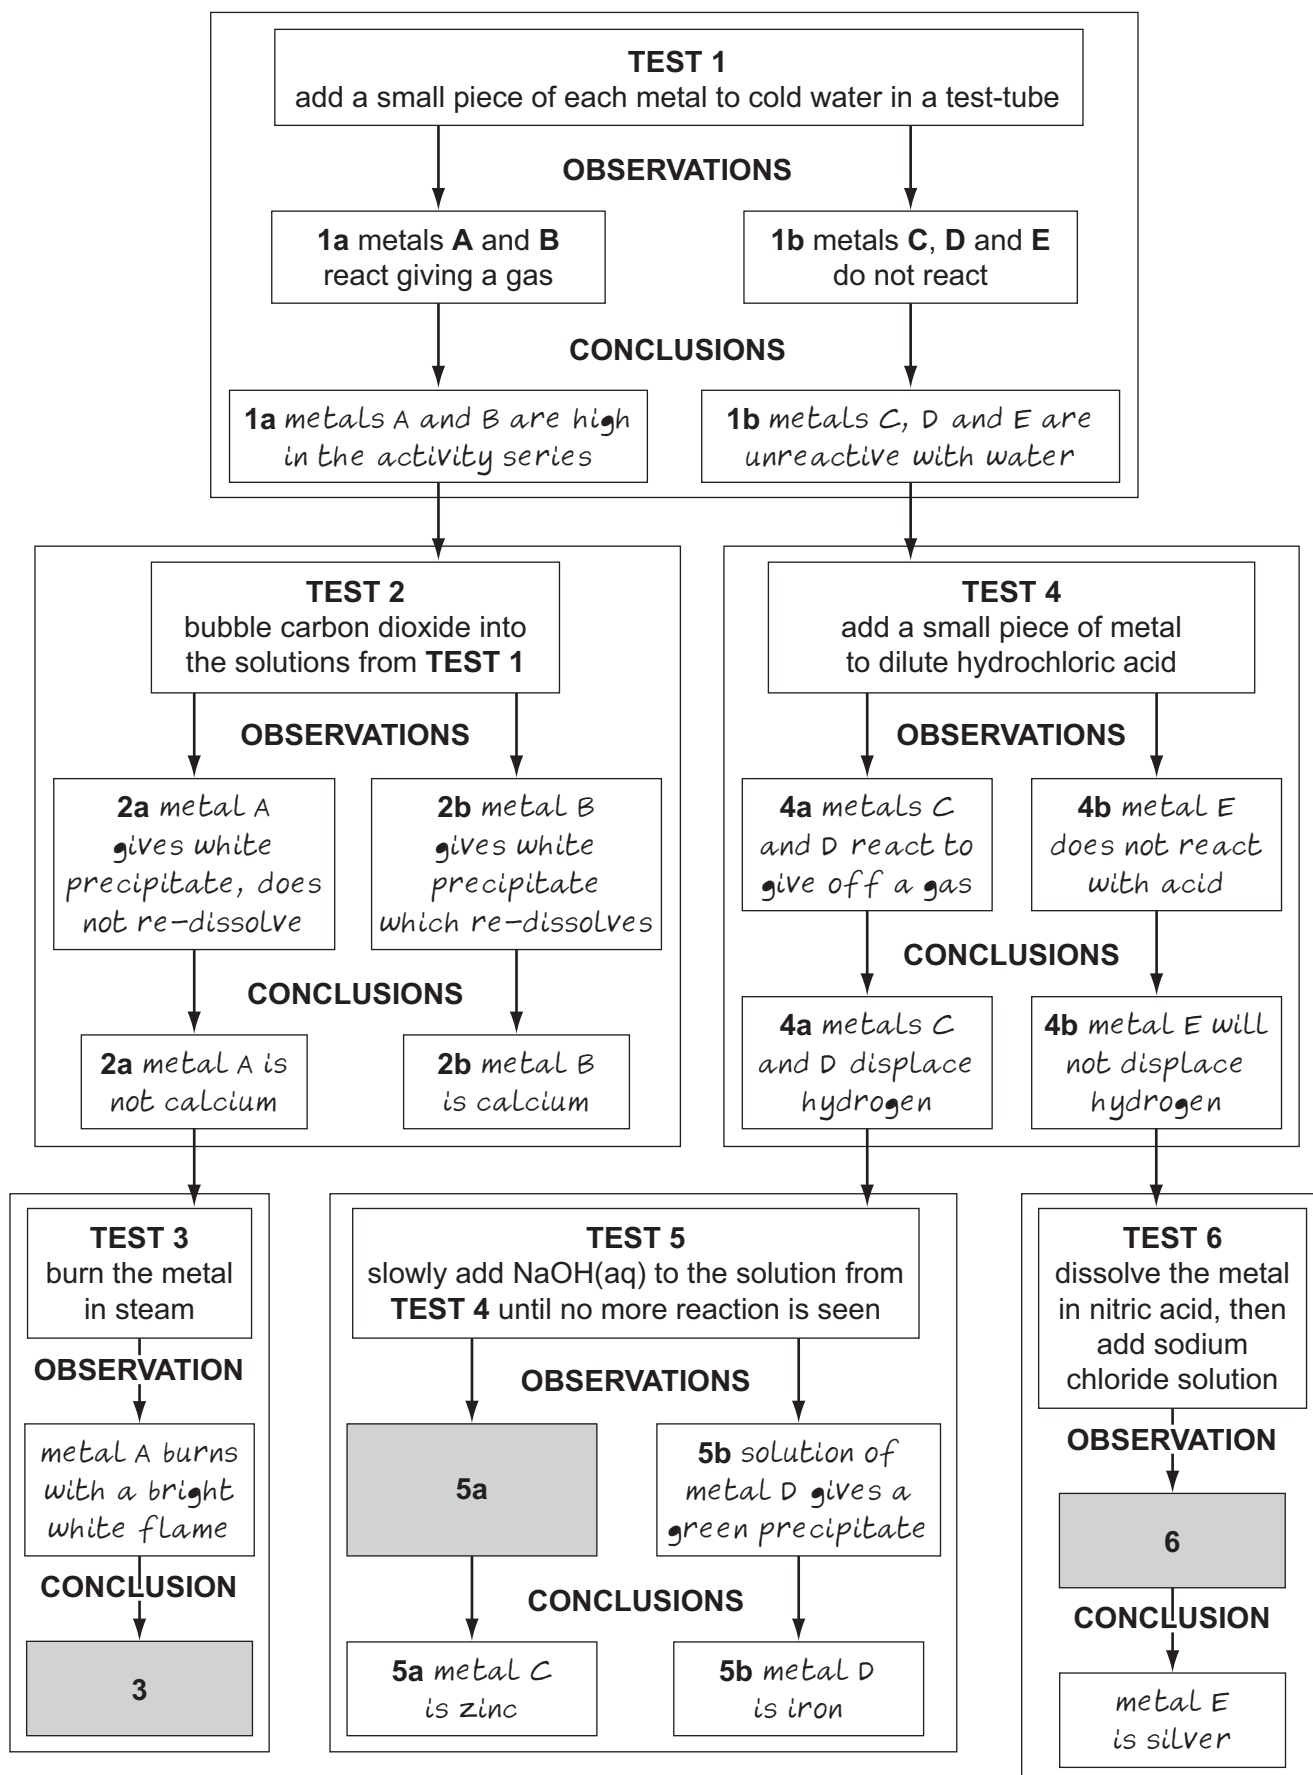 TEST 1
add a small piece of each metal to cold water in a test-tube
OBSERVATIONS
1a metals A and B
react giving a gas
1b metals C, D and E
do not react
CONCLUSIONS
1a metals A and B are high
in the activity series
1b metals C, D and E are
unreactive with water
TEST 2
bubble carbon dioxide into
the solutions from TEST 1
OBSERVATIONS
2a metal A
gives white
precipitate, does
not re-dissolve
2b metal B
gives white
precipitate
which re-dissolves
CONCLUSIONS
2a metal A is
not calcium
2b metal B
is calcium
TEST 4
add a small piece of metal
to dilute hydrochloric acid
OBSERVATIONS
4a metals C
and D react to
give off a gas
4b metal E
does not react
with acid
CONCLUSIONS
4a metals C
and D displace
hydrogen
4b metal E will
not displace
hydrogen
TEST 3
burn the metal
in steam
OBSERVATION
metal A burns
with a bright
white flame
CONCLUSION
3
TEST 5
slowly add NaOH(aq) to the solution from
TEST 4 until no more reaction is seen
OBSERVATIONS
5a
5b solution of
metal D gives a
green precipitate
CONCLUSIONS
5a metal C
is zinc
5b metal D
is iron
TEST 6
dissolve the metal
in nitric acid, then
add sodium
chloride solution
OBSERVATION
6
CONCLUSION
metal E
is silver